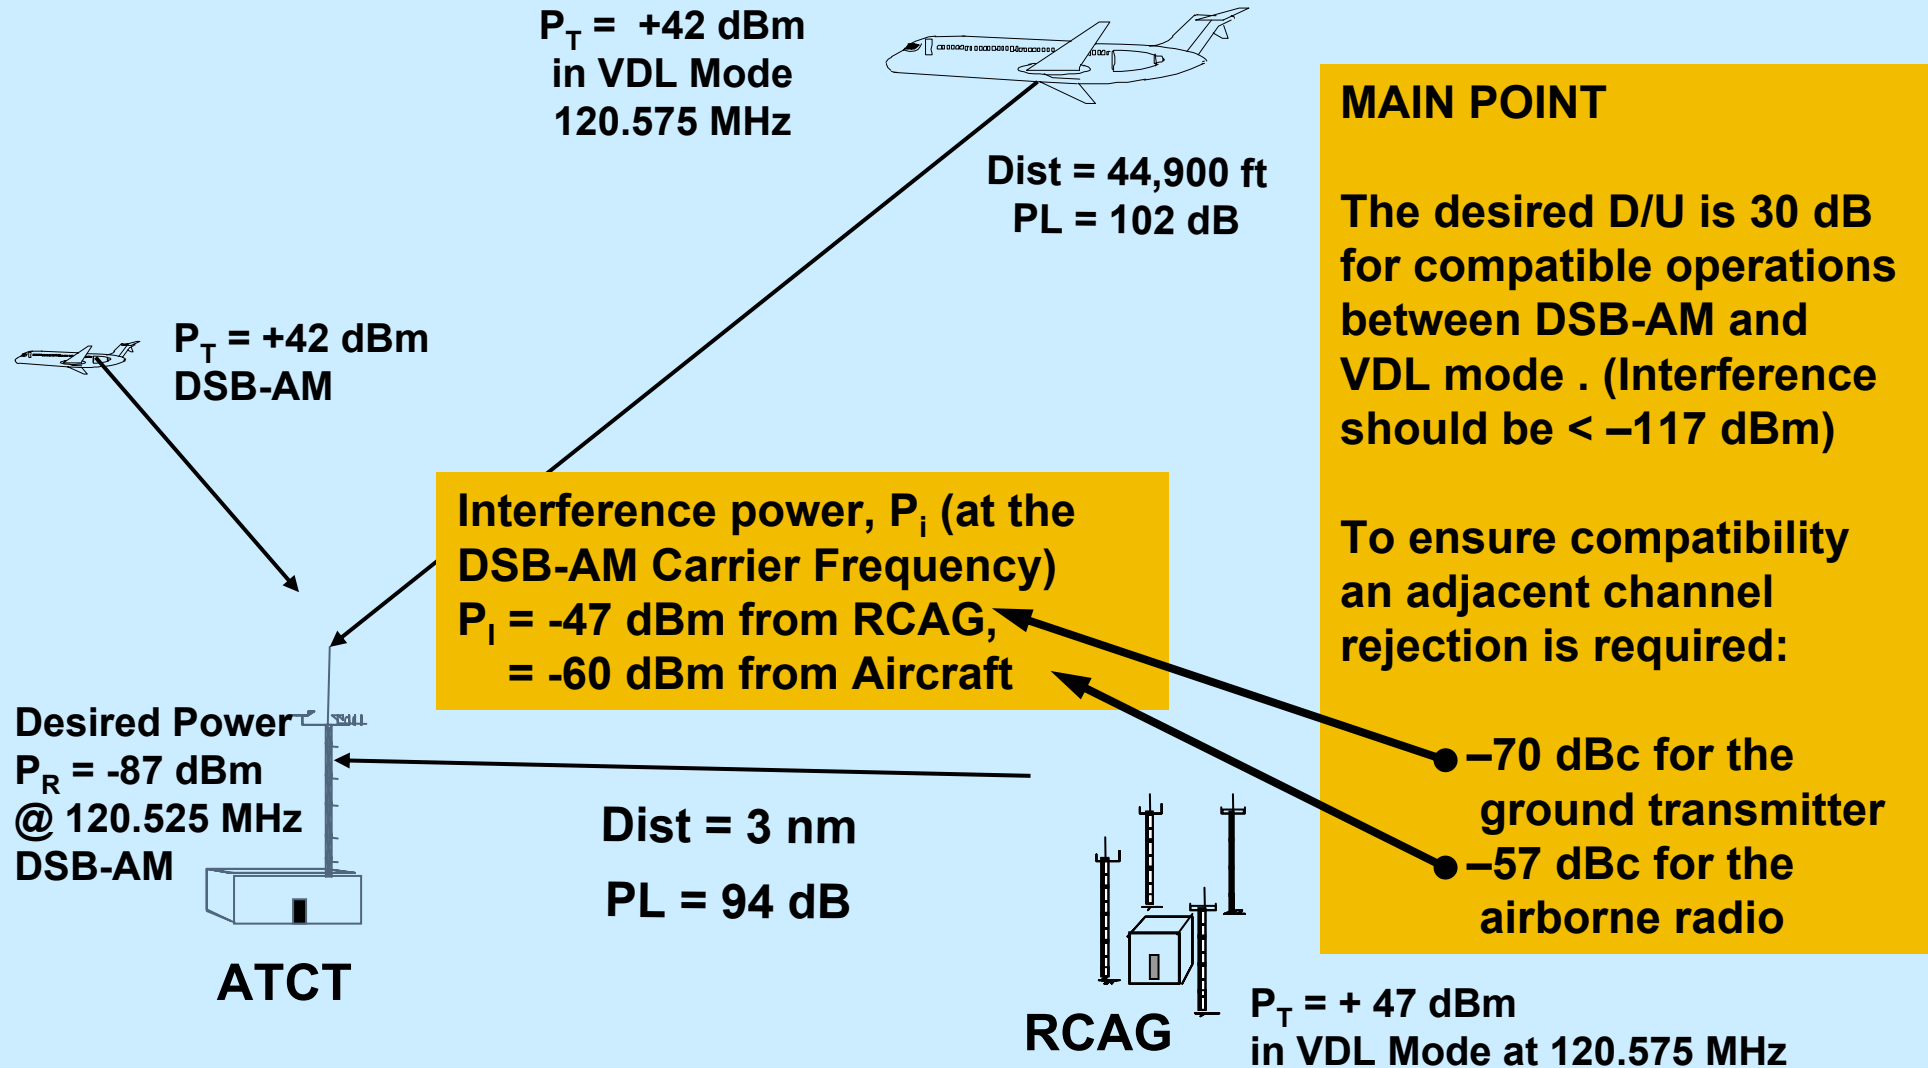 P_T = +42 dBm
in VDL Mode
120.575 MHz
Dist = 44,900 ft
PL = 102 dB
P_T = +42 dBm
DSB-AM
MAIN POINT
The desired D/U is 30 dB
for compatible operations
between DSB-AM and
VDL mode . (Interference
should be < –117 dBm)
To ensure compatibility
an adjacent channel
rejection is required:
–70 dBc for the
ground transmitter
–57 dBc for the
airborne radio
Interference power, P_i (at the
DSB-AM Carrier Frequency)
P_I = -47 dBm from RCAG,
= -60 dBm from Aircraft
Desired Power
P_R = -87 dBm
@ 120.525 MHz
DSB-AM
Dist = 3 nm
PL = 94 dB
ATCT
RCAG
P_T = + 47 dBm
in VDL Mode at 120.575 MHz